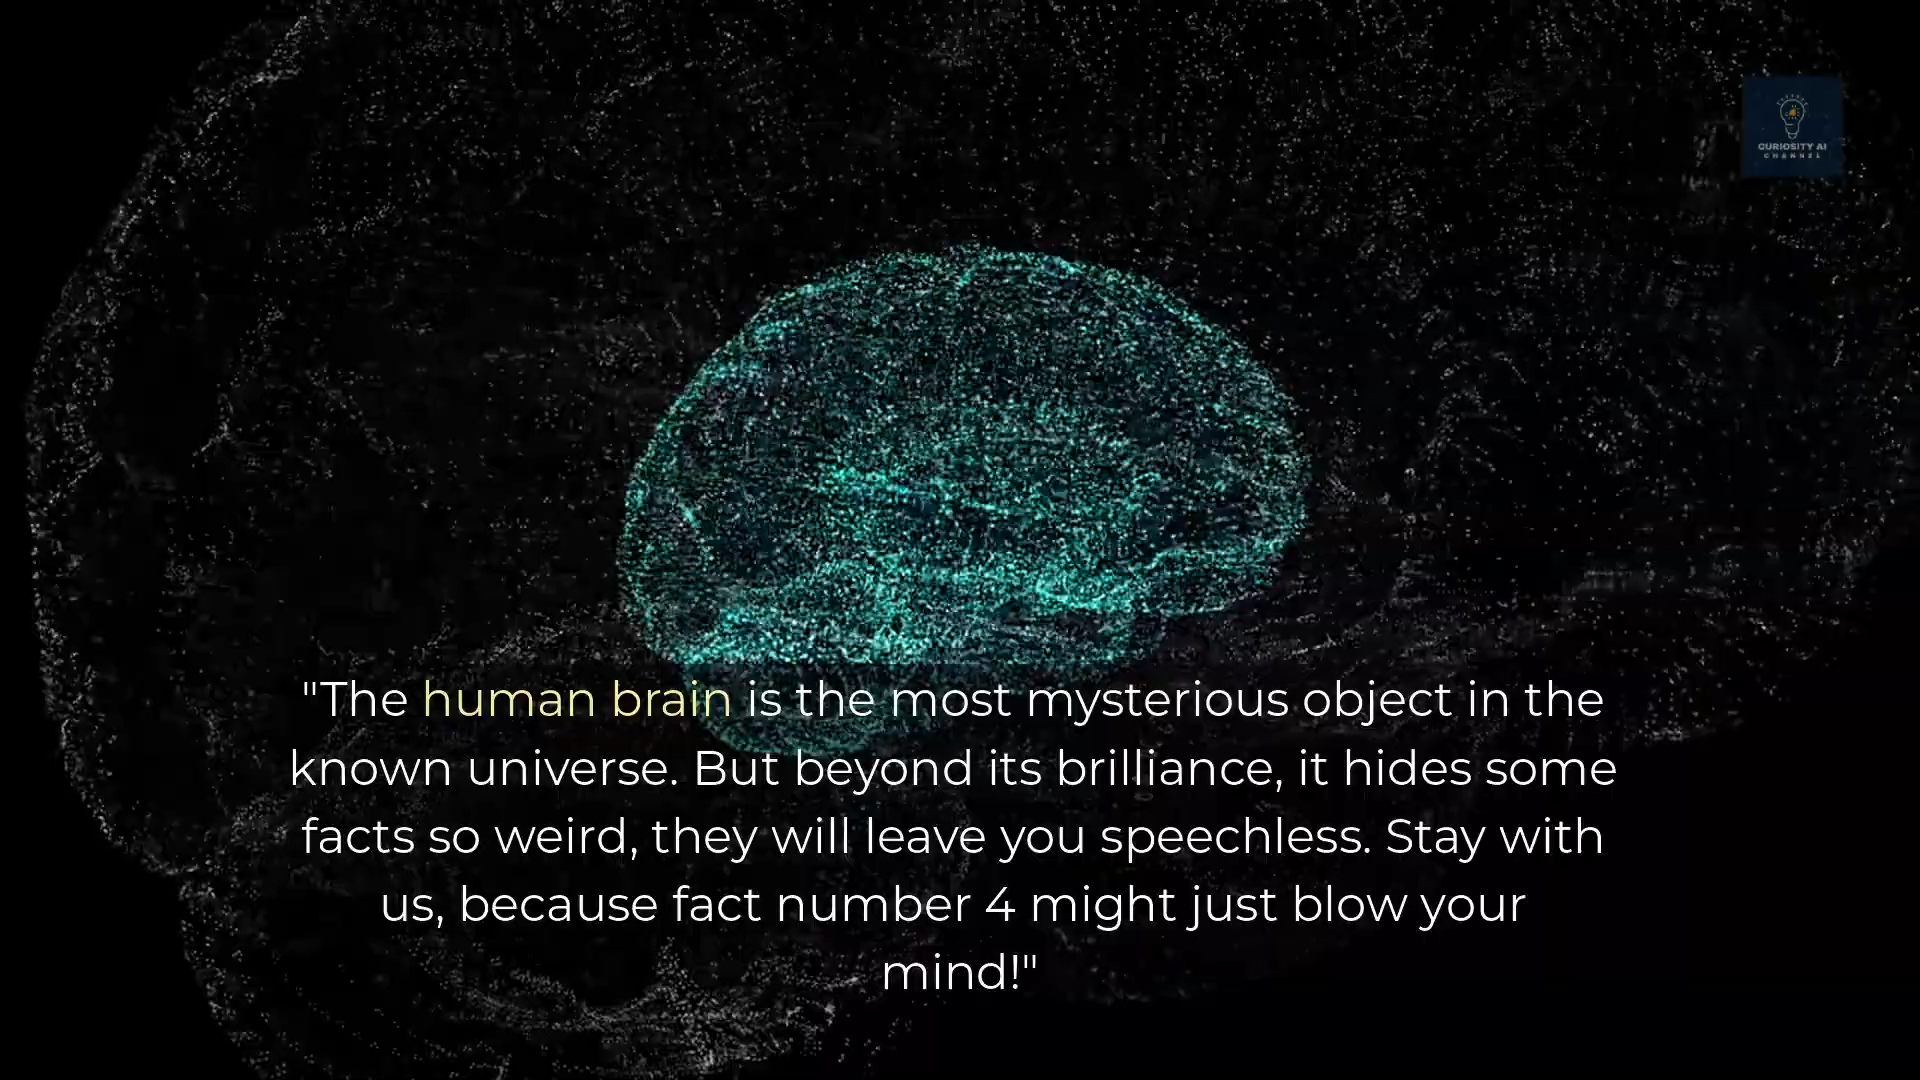 CURIOSITY AI
CHANNEL
"The human brain is the most mysterious object in the
known universe. But beyond its brilliance, it hides some
facts so weird, they will leave you speechless. Stay with
us, because fact number 4 might just blow your
mind!"